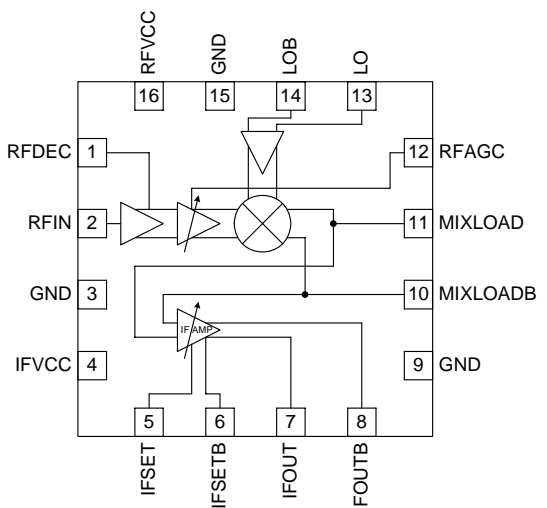 RFVCC
GND
LOB
LO
16
15
14
13
RFDEC 1
12 RFAGC
RFIN 2
11 MIXLOAD
GND 3
10 MIXLOADB
IF AMP
IFVCC 4
9 GND
5
6
7
8
IFSET
IFSETB
IFOUT
FOUTB